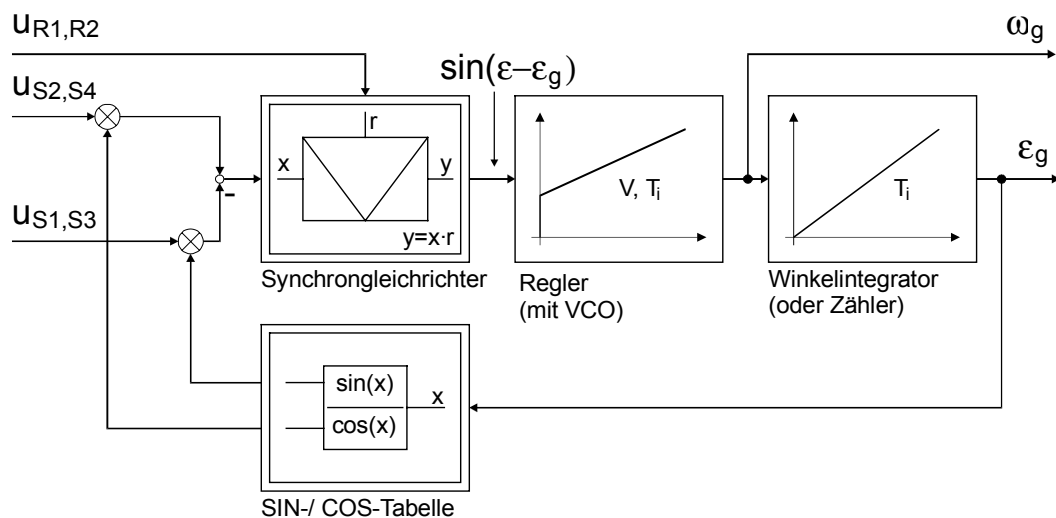 uR1,R2
ωg
uS2,S4
sin(ε−εg)
εg
r
x
y
y=x·r
V, Ti
Ti
-
uS1,S3
Synchrongleichrichter
Regler
(mit VCO)
Winkelintegrator
(oder Zähler)
sin(x)
x
cos(x)
SIN-/ COS-Tabelle